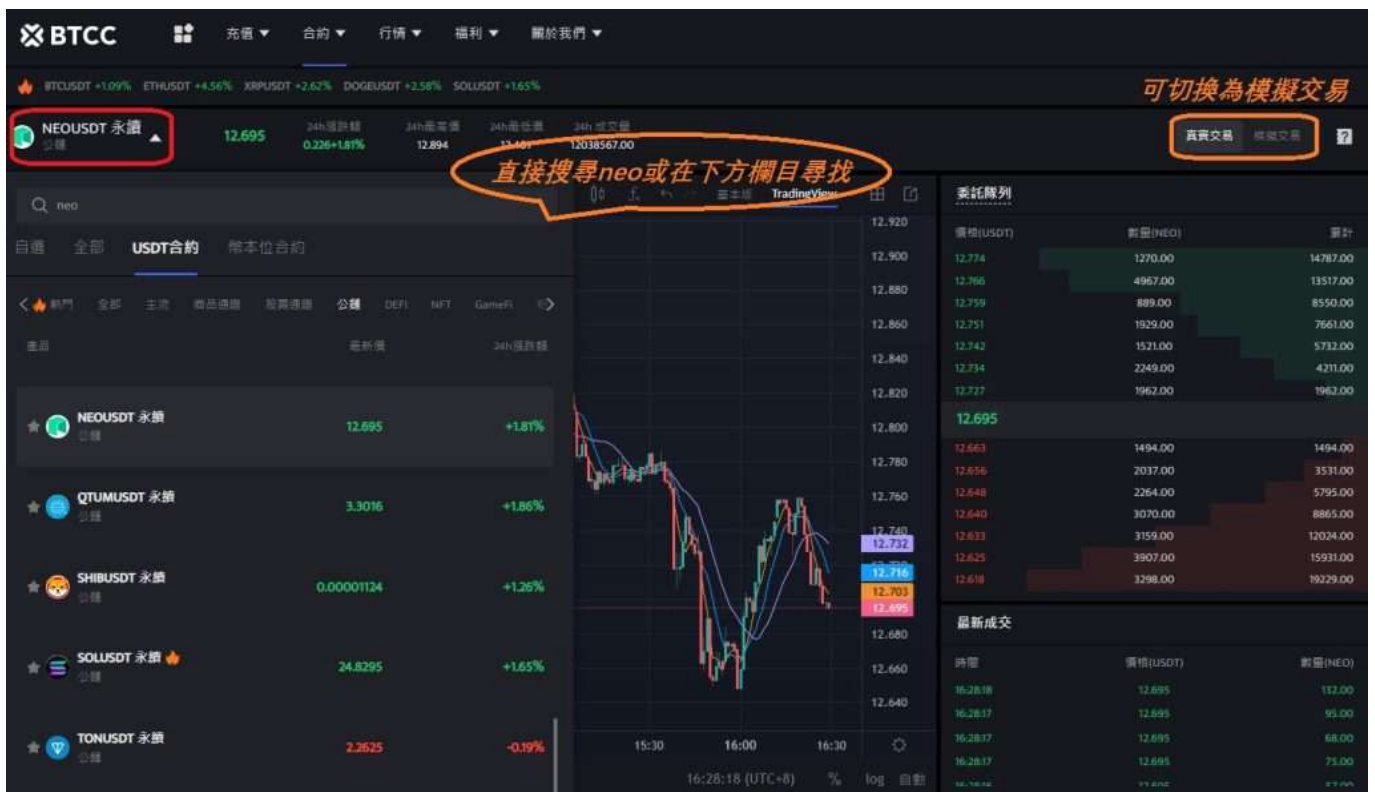 BTCC
充值 合約 行情 福利 關於我們
BTCUSDT +1.09% ETHUSDT +4.56% XRPUSDT +2.62% DOGEUSDT +2.58% SOLUSDT +1.65%
可切換為模擬交易
NEOUSDT 永續
公鏈
12.695
24h漲跌額 24h最高價 24h最低價 24h 成交量
0.226+1.81% 12.894 12038567.00
真實交易 模擬交易
直接搜尋neo或在下方欄目尋找
neo
基本版 TradingView
自選 全部 USDT合約 幣本位合約
熱門 全部 主流 商品通證 股票通證 公鏈 DEFI NFT GameFi
產品 最新價 24h漲跌額
NEOUSDT 永續 12.695 +1.81%
公鏈
QTUMUSDT 永續 3.3016 +1.86%
公鏈
SHIBUSDT 永續 0.00001124 +1.26%
公鏈
SOLUSDT 永續 24.8295 +1.65%
公鏈
TONUSDT 永續 2.2625 -0.19%
公鏈
12.920
12.900
12.880
12.860
12.840
12.820
12.800
12.780
12.760
12.740
12.732
12.716
12.703
12.695
12.680
12.660
12.640
15:30 16:00 16:30
16:28:18 (UTC+8) % log 自動
委託隊列
價格(USDT) 數量(NEO) 累計
12.774 1270.00 14787.00
12.766 4967.00 13517.00
12.759 889.00 8550.00
12.751 1929.00 7661.00
12.742 1521.00 5732.00
12.734 2249.00 4211.00
12.727 1962.00 1962.00
12.695
12.663 1494.00 1494.00
12.656 2037.00 3531.00
12.648 2264.00 5795.00
12.640 3070.00 8865.00
12.633 3159.00 12024.00
12.625 3907.00 15931.00
12.618 3298.00 19229.00
最新成交
時間 價格(USDT) 數量(NEO)
16:28:18 12.695 132.00
16:28:17 12.695 95.00
16:28:17 12.695 68.00
16:28:17 12.695 75.00